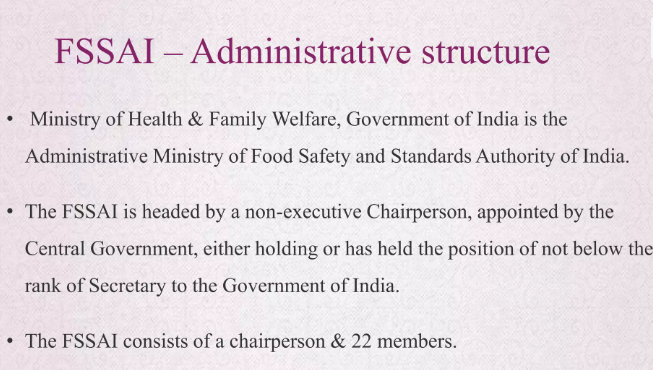 FSSAI – Administrative structure
• Ministry of Health & Family Welfare, Government of India is the
Administrative Ministry of Food Safety and Standards Authority of India.
• The FSSAI is headed by a non-executive Chairperson, appointed by the
Central Government, either holding or has held the position of not below the
rank of Secretary to the Government of India.
• The FSSAI consists of a chairperson & 22 members.